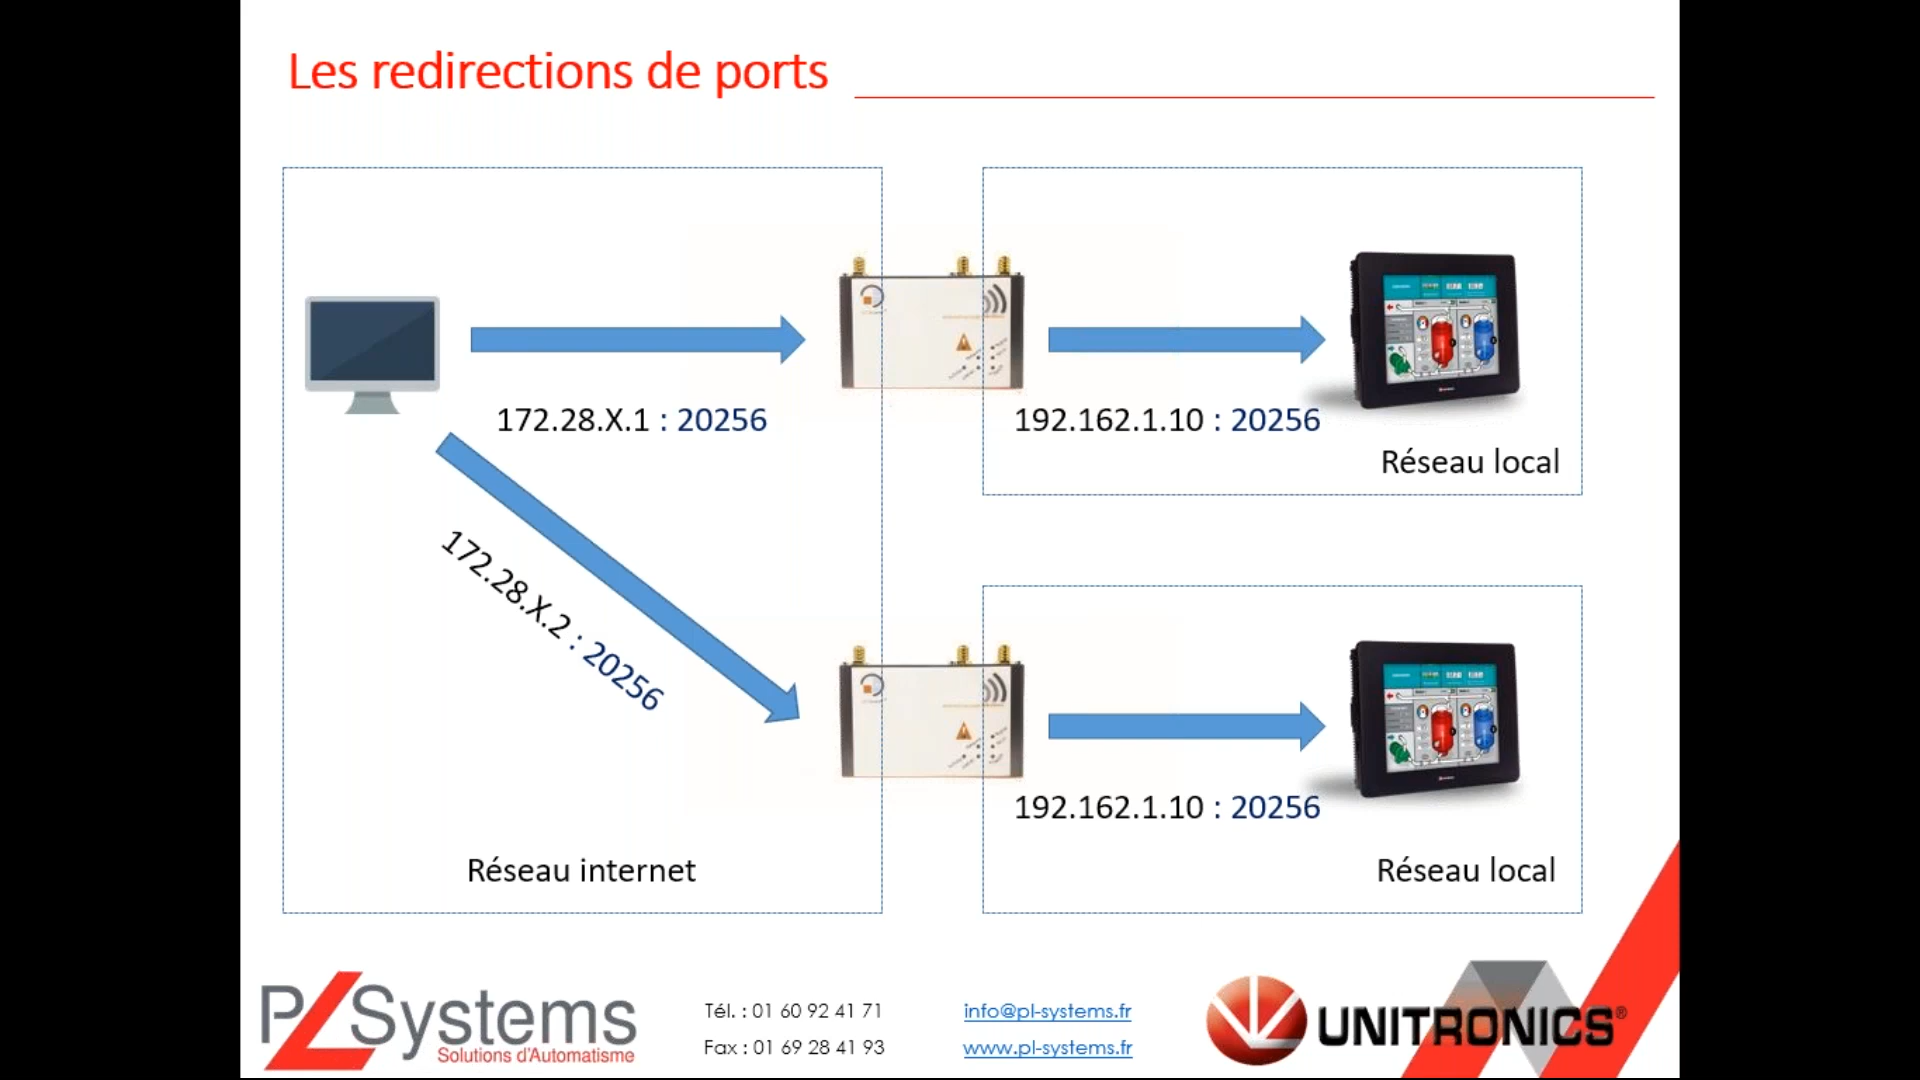 Les redirections de ports
172.28.X.1 : 20256
192.162.1.10 : 20256
Réseau local
172.28.X.2 : 20256
192.162.1.10 : 20256
Réseau internet
Réseau local
PL Systems
Solutions d'Automatisme
Tél. : 01 60 92 41 71
Fax : 01 69 28 41 93
info@pl-systems.fr
www.pl-systems.fr
UNITRONICS®